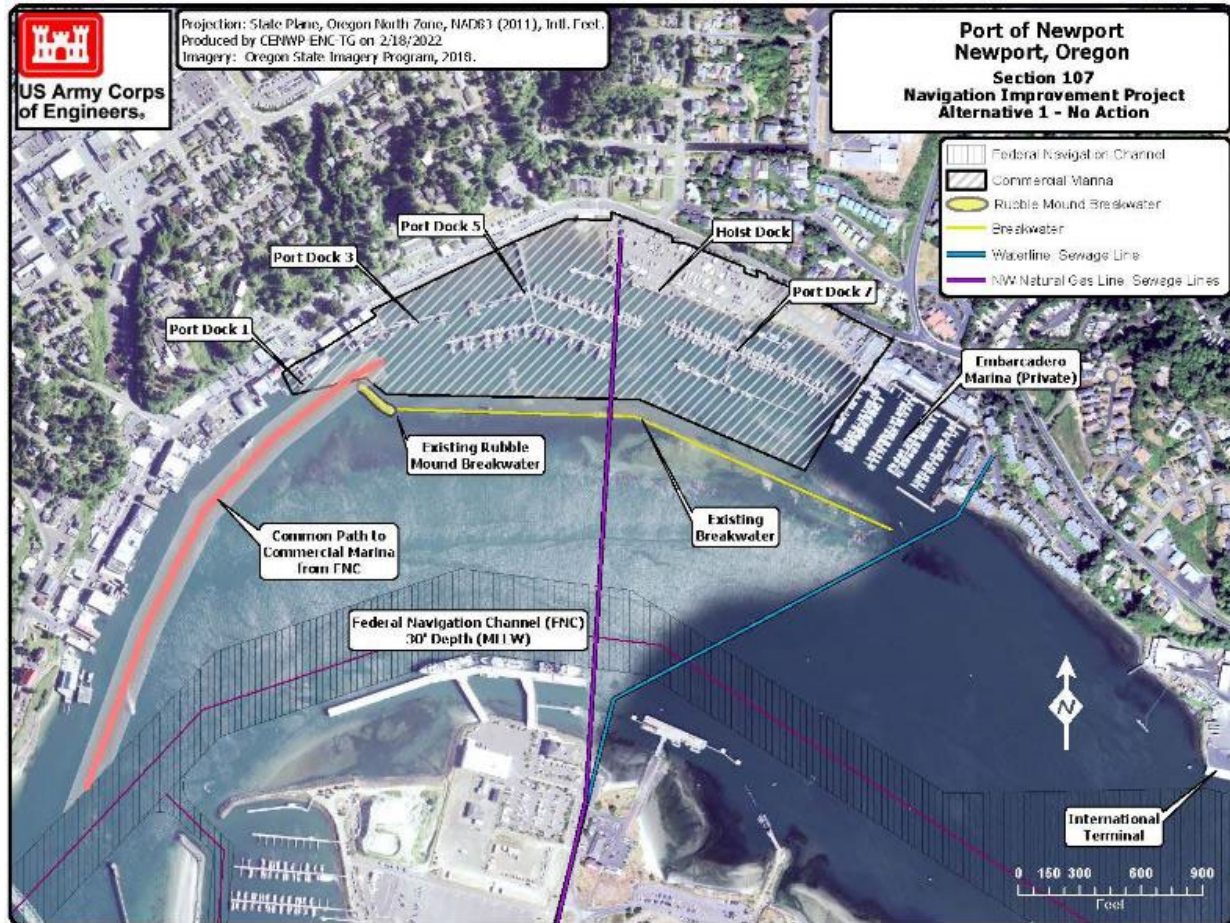 US Army Corps
of Engineers®
Projection: State Plane, Oregon North Zone, NAD83 (2011), Intl. Feet.
Produced by CENWP-ENC-TG on 2/18/2022
Imagery: Oregon State Imagery Program, 2018.
Port of Newport
Newport, Oregon
Section 107
Navigation Improvement Project
Alternative 1 - No Action
Federal Navigation Channel
Commercial Marina
Rubble Mound Breakwater
Breakwater
Waterline, Sewage Line
NW Natural Gas Line, Sewage Lines
Port Dock 5
Hoist Dock
Port Dock 3
Port Dock 7
Port Dock 1
Embarcadero
Marina (Private)
Existing Rubble
Mound Breakwater
Existing
Breakwater
Common Path to
Commercial Marina
from FNC
Federal Navigation Channel (FNC)
30' Depth (MLLW)
N
International
Terminal
0 150 300 600 900
Feet